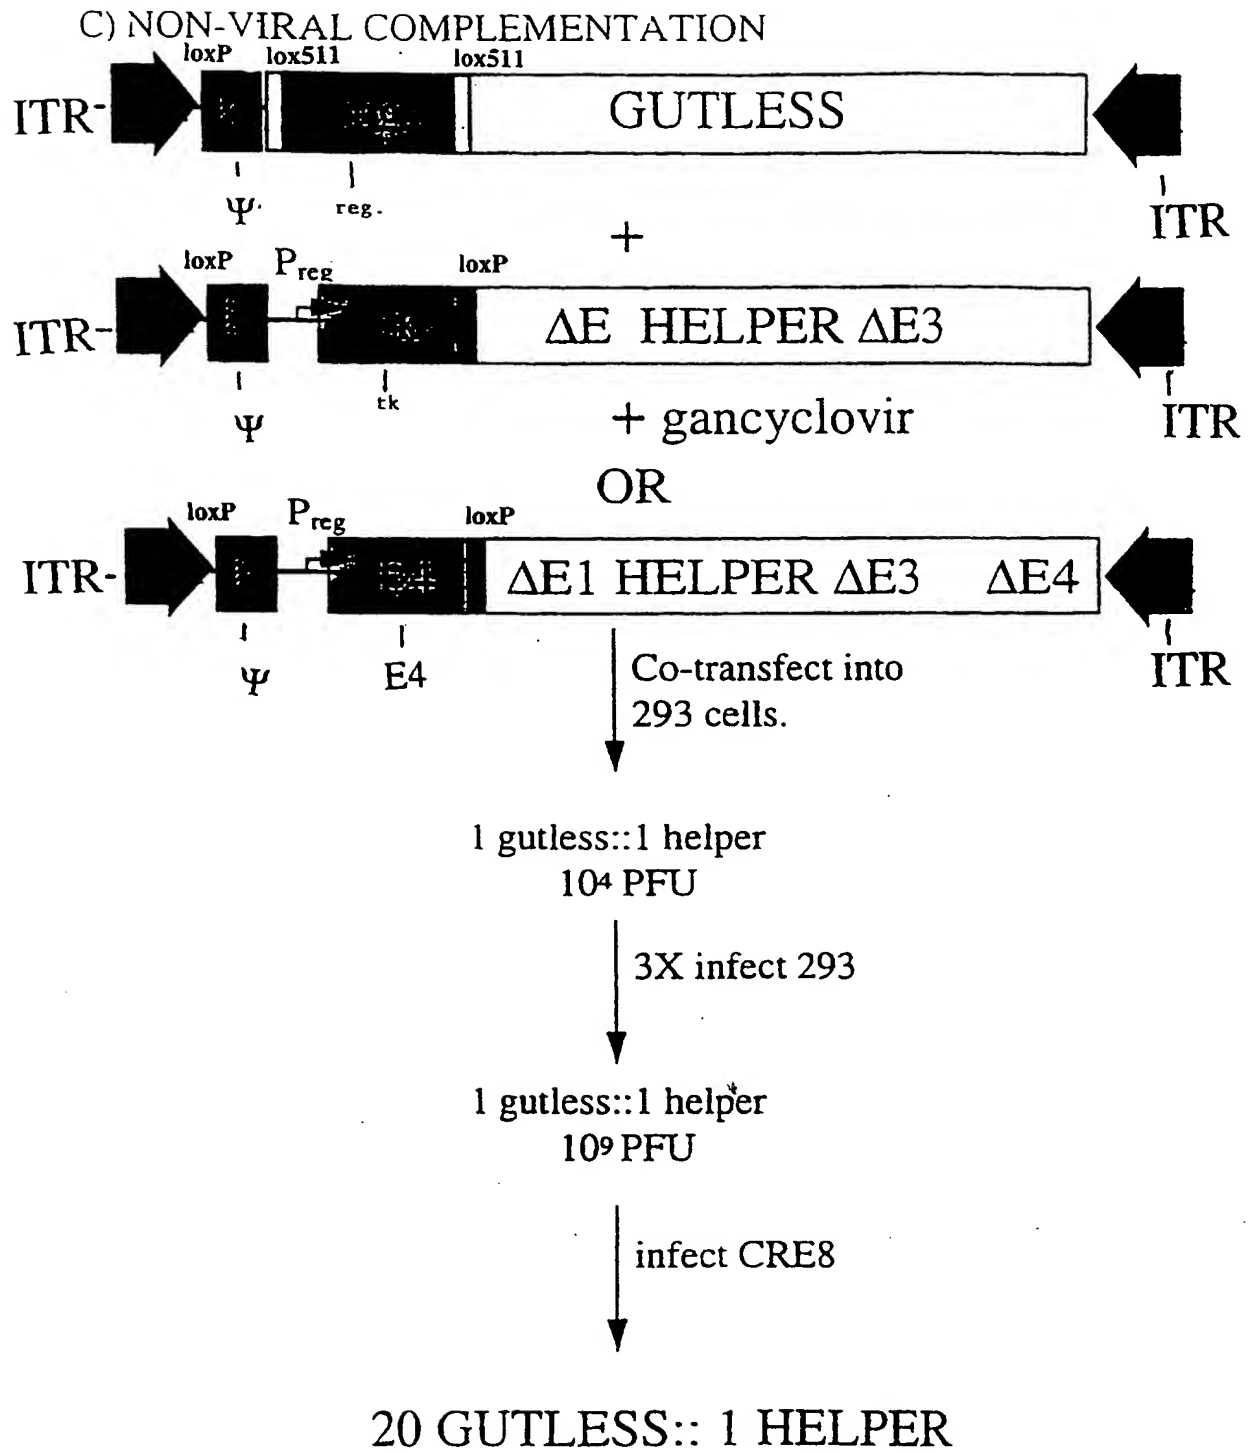 C) NON-VIRAL COMPLEMENTATION
loxP lox511 lox511
ITR- GUTLESS
Ψ reg. ITR
+
loxP Preg loxP
ITR- ΔE HELPER ΔE3
Ψ tk ITR
+ gancyclovir
OR
loxP Preg loxP
ITR- E4 ΔE1 HELPER ΔE3 ΔE4
Ψ E4 ITR
Co-transfect into
293 cells.
1 gutless::1 helper
10⁴ PFU
3X infect 293
1 gutless::1 helper
10⁹ PFU
infect CRE8
20 GUTLESS:: 1 HELPER